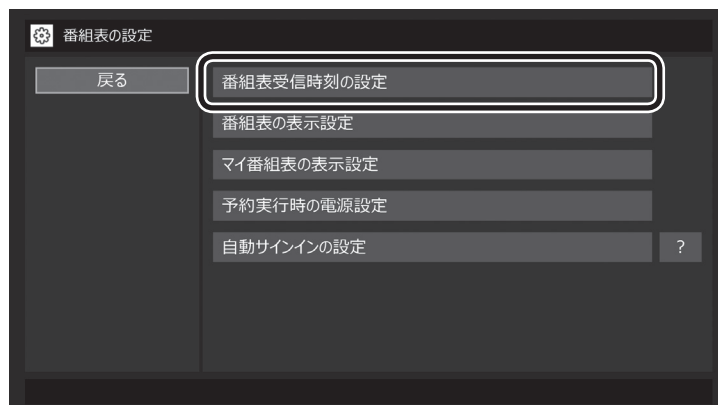 番組表の設定
戻る
番組表受信時刻の設定
番組表の表示設定
マイ番組表の表示設定
予約実行時の電源設定
自動サインインの設定
?